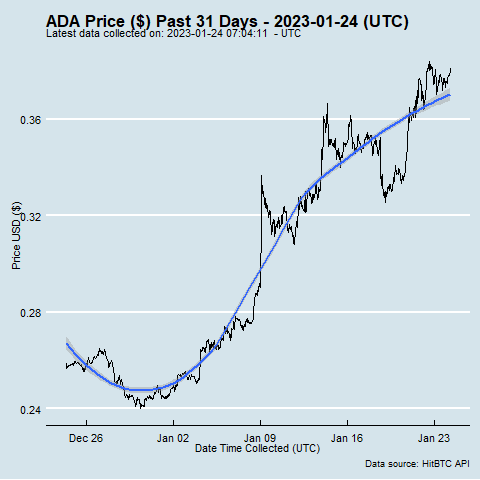 ADA Price ($) Past 31 Days - 2023-01-24 (UTC)
Latest data collected on: 2023-01-24 07:04:11 - UTC
0.36
0.32
Price USD ($)
0.28
0.24
Dec 26 Jan 02 Jan 09 Jan 16 Jan 23
Date Time Collected (UTC)
Data source: HitBTC API